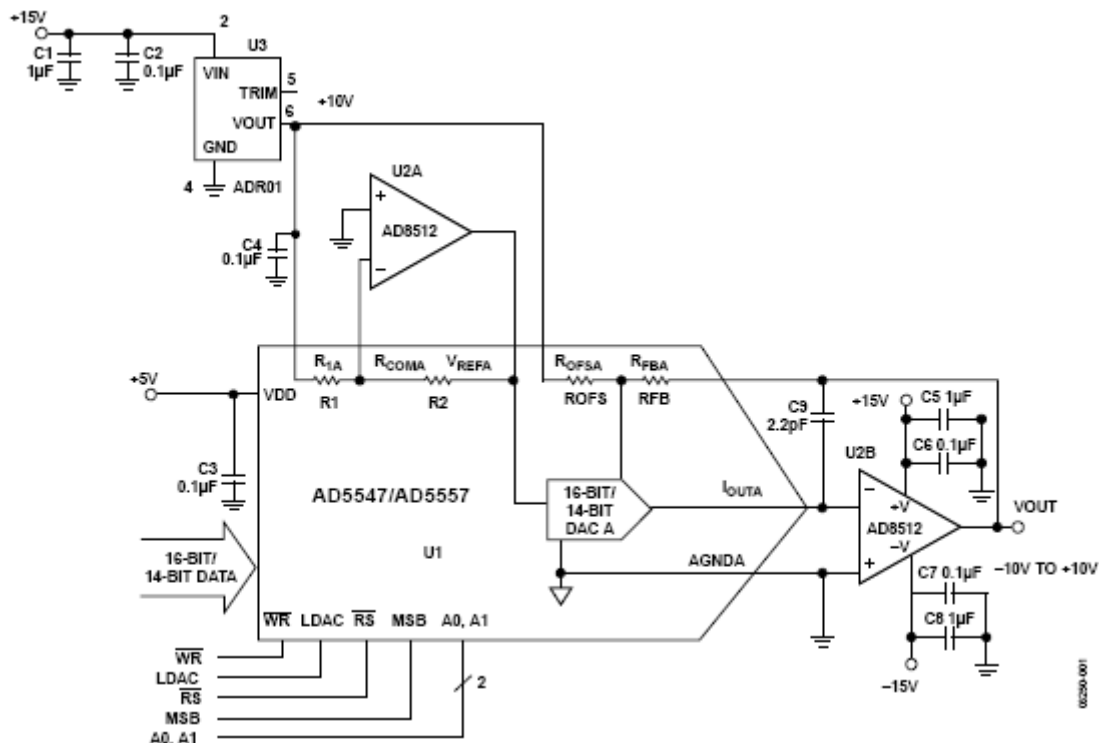 +15V
2
U3
C1
1µF
C2
0.1µF
VIN
TRIM
5
VOUT
6
+10V
GND
4
ADR01
U2A
+
AD8512
−
C4
0.1µF
R1A
RCOMA
VREFA
ROFSA
RFBA
R1
R2
ROFS
RFB
+5V
VDD
C3
0.1µF
C9
2.2pF
+15V
C5 1µF
C6 0.1µF
U2B
AD5547/AD5557
U1
16-BIT/
14-BIT
DAC A
IOUTA
−
+V
AD8512
−V
+
VOUT
−10V TO +10V
AGNDA
C7 0.1µF
C8 1µF
−15V
16-BIT/
14-BIT DATA
WR LDAC RS MSB A0, A1
WR
LDAC
RS
MSB
A0, A1
2